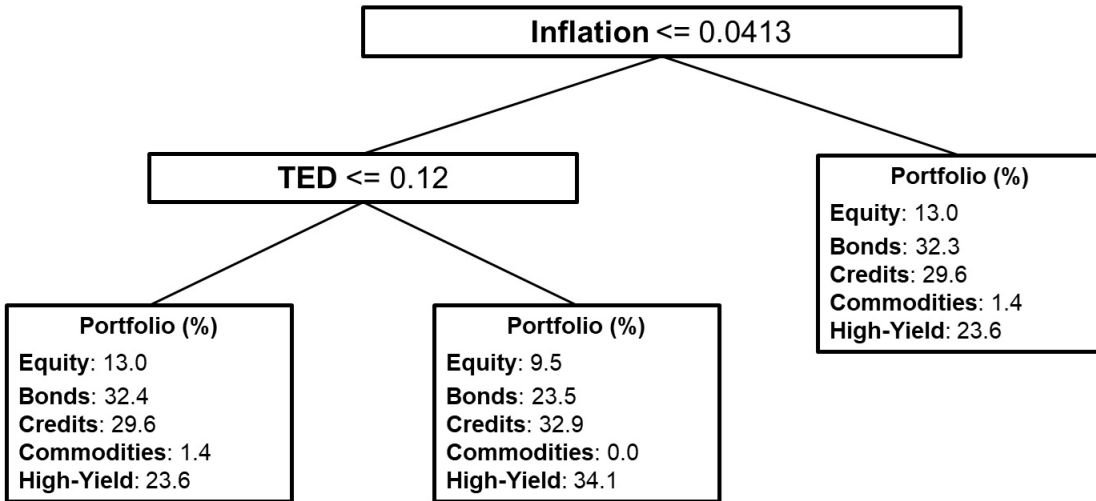 Inflation <= 0.0413
TED <= 0.12
Portfolio (%)
Equity: 13.0
Bonds: 32.3
Credits: 29.6
Commodities: 1.4
High-Yield: 23.6
Portfolio (%)
Equity: 13.0
Bonds: 32.4
Credits: 29.6
Commodities: 1.4
High-Yield: 23.6
Portfolio (%)
Equity: 9.5
Bonds: 23.5
Credits: 32.9
Commodities: 0.0
High-Yield: 34.1